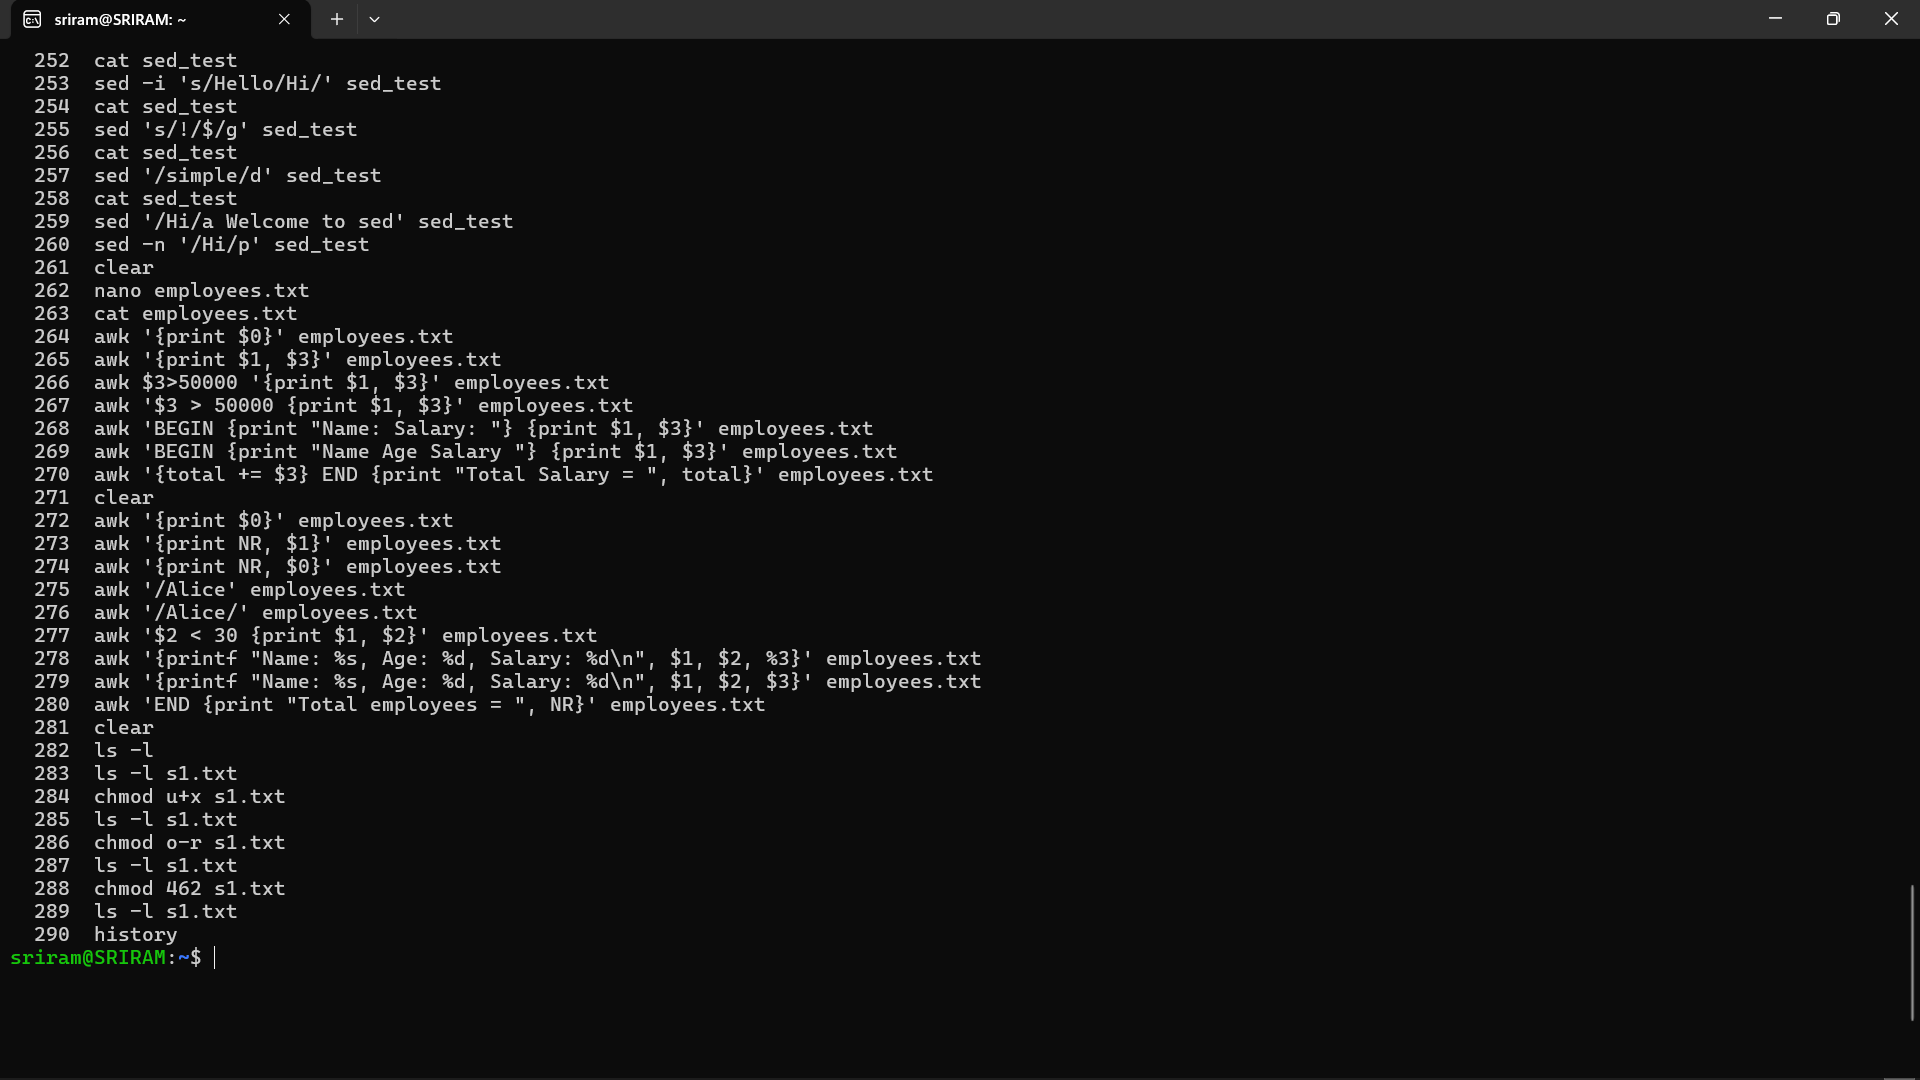 sriram@SRIRAM: ~
252 cat sed_test
253 sed -i 's/Hello/Hi/' sed_test
254 cat sed_test
255 sed 's/!/$/g' sed_test
256 cat sed_test
257 sed '/simple/d' sed_test
258 cat sed_test
259 sed '/Hi/a Welcome to sed' sed_test
260 sed -n '/Hi/p' sed_test
261 clear
262 nano employees.txt
263 cat employees.txt
264 awk '{print $0}' employees.txt
265 awk '{print $1, $3}' employees.txt
266 awk $3>50000 '{print $1, $3}' employees.txt
267 awk '$3 > 50000 {print $1, $3}' employees.txt
268 awk 'BEGIN {print "Name: Salary: "} {print $1, $3}' employees.txt
269 awk 'BEGIN {print "Name Age Salary "} {print $1, $3}' employees.txt
270 awk '{total += $3} END {print "Total Salary = ", total}' employees.txt
271 clear
272 awk '{print $0}' employees.txt
273 awk '{print NR, $1}' employees.txt
274 awk '{print NR, $0}' employees.txt
275 awk '/Alice' employees.txt
276 awk '/Alice/' employees.txt
277 awk '$2 < 30 {print $1, $2}' employees.txt
278 awk '{printf "Name: %s, Age: %d, Salary: %d\n", $1, $2, %3}' employees.txt
279 awk '{printf "Name: %s, Age: %d, Salary: %d\n", $1, $2, $3}' employees.txt
280 awk 'END {print "Total employees = ", NR}' employees.txt
281 clear
282 ls -l
283 ls -l s1.txt
284 chmod u+x s1.txt
285 ls -l s1.txt
286 chmod o-r s1.txt
287 ls -l s1.txt
288 chmod 462 s1.txt
289 ls -l s1.txt
290 history
sriram@SRIRAM:~$